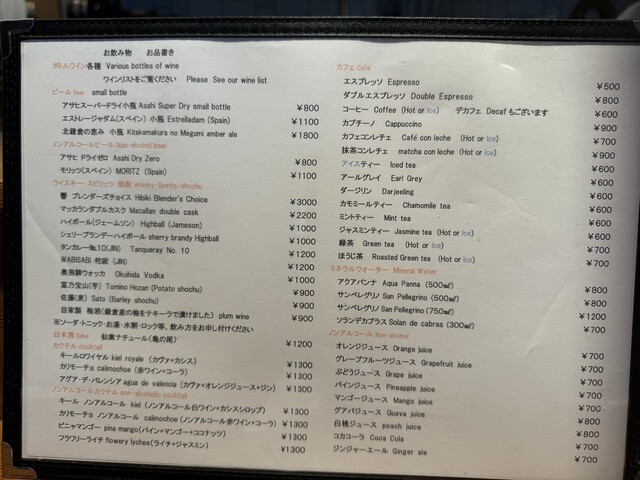 お飲み物　お品書き
ボトルワイン各種 Various bottles of wine
ワインリストをご覧ください　Please See our wine list
ビール Beer　small bottle
アサヒスーパードライ小瓶 Asahi Super Dry small bottle　￥800
エストレージャダム(スペイン) 小瓶 Estrelladam (Spain)　￥1100
北鎌倉の恵み 小瓶 Kitakamakura no Megumi amber ale　￥1800
ノンアルコールビール Non-alcohol beer
アサヒ ドライゼロ Asahi Dry Zero　￥800
モリッツ(スペイン) MORITZ (Spain)　￥1100
ウイスキー・スピリッツ・焼酎 whisky・Spirits・shochu
響 ブレンダーズチョイス Hibiki Blender's Choice　￥3000
マッカランダブルカスク Macallan double cask　￥2200
ハイボール(ジェームソン) Highball (Jameson)　￥1000
シェリーブランデーハイボール sherry brandy Highball　￥1000
タンカレー№10(JIN) Tanqueray No. 10　￥1200
WABISABI 侘寂 (JIN)　￥1200
奥飛騨ウォッカ　Okuhida Vodka　￥1000
富乃宝山(芋) Tomino Hozan (Potato shochu)　￥900
佐藤(麦) Sato (Barley shochu)　￥900
自家製 梅酒(鎌倉産の梅をテキーラで漬けました) plum wine　￥900
※ソーダ・トニック・お湯・水割・ロック等、飲み方をお申し付けください
日本酒 Sake　仙禽ナチュール(亀の尾)　￥1200
カクテル cocktail
キールロワイヤル kiel royale (カヴァ+カシス)　￥1300
カリモーチョ calimochoe (赤ワイン+コーラ)　￥1300
アグア・デ・バレンシア agua de valencia (カヴァ+オレンジジュース+ジン)　￥1300
ノンアルコールカクテル non-alcoholic cocktail
キール ノンアルコール kiel (ノンアルコール白ワイン+カシスシロップ)　￥1300
カリモーチョ ノンアルコール calimochoe (ノンアルコール赤ワイン+コーラ)　￥1300
ピニャマンゴー pina mango(パイン+マンゴー+ココナッツ)　￥1300
フラフリーライチ flowery lychee(ライチ+ジャスミン)　￥1300
カフェ Café
エスプレッソ Espresso　￥500
ダブルエスプレッソ Double Espresso　￥800
コーヒー Coffee (Hot or Ice)　デカフェ Decaf もございます　￥600
カプチーノ　Cappuccino　￥900
カフェコンレチェ　Café con leche (Hot or Ice)　￥700
抹茶コンレチェ　matcha con leche (Hot or Ice)　￥900
アイスティー　Iced tea　￥600
アールグレイ　Earl Grey　￥600
ダージリン　Darjeeling　￥600
カモミールティー　Chamomile tea　￥600
ミントティー　Mint tea　￥600
ジャスミンティー Jasmine tea (Hot or Ice)　￥600
緑茶　Green tea　(Hot or Ice)　￥700
ほうじ茶　Roasted Green tea (Hot or Ice)　￥700
ミネラルウォーター Mineral Water
アクアパンナ　Aqua Panna (500㎖)　￥700
サンペレグリノ San Pellegrino (500㎖)　￥700
サンペレグリノ San Pellegrino (750㎖)　￥900
ソランデカブラス Solan de cabras (300㎖)　￥800
ノンアルコール Non-alcohol
オレンジジュース Orange juice　￥700
グレープフルーツジュース Grapefruit juice　￥700
ぶどうジュース Grape juice　￥700
パインジュース Pineapple juice　￥700
マンゴージュース Mango juice　￥700
グアバジュース Guava juice　￥800
白桃ジュース peach juice　￥800
コカコーラ Coca Cola　￥700
ジンジャーエール Ginger ale　￥700